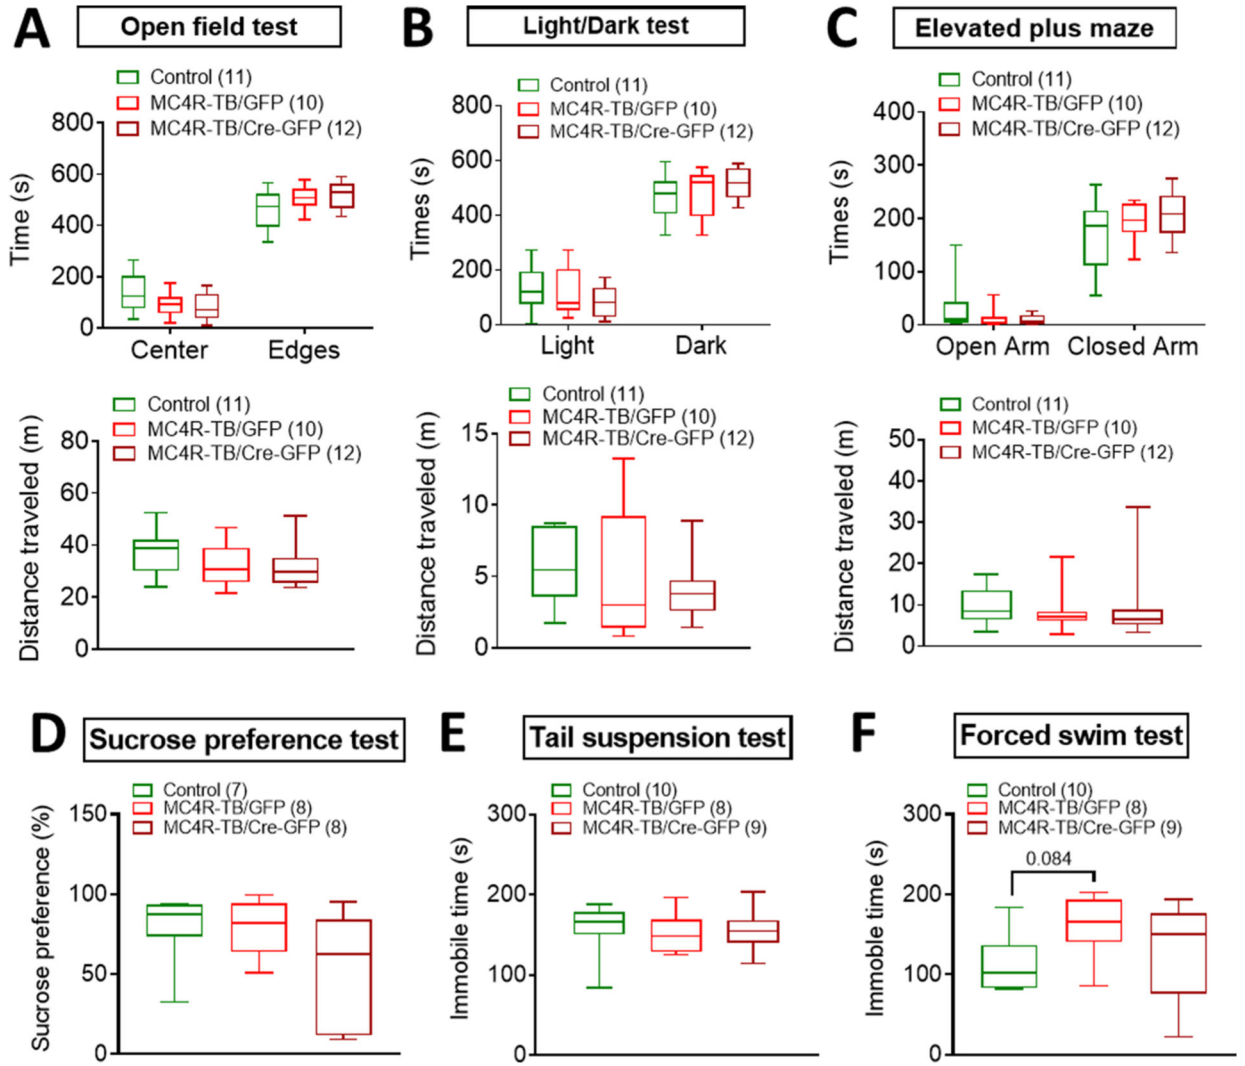 A
Open field test
Control (11)
MC4R-TB/GFP (10)
MC4R-TB/Cre-GFP (12)
Time (s)
800
600
400
200
0
Center
Edges
Control (11)
MC4R-TB/GFP (10)
MC4R-TB/Cre-GFP (12)
Distance traveled (m)
80
60
40
20
0
B
Light/Dark test
Control (11)
MC4R-TB/GFP (10)
MC4R-TB/Cre-GFP (12)
Times (s)
800
600
400
200
0
Light
Dark
Control (11)
MC4R-TB/GFP (10)
MC4R-TB/Cre-GFP (12)
Distance traveled (m)
15
10
5
0
C
Elevated plus maze
Control (11)
MC4R-TB/GFP (10)
MC4R-TB/Cre-GFP (12)
Times (s)
400
300
200
100
0
Open Arm
Closed Arm
Control (11)
MC4R-TB/GFP (10)
MC4R-TB/Cre-GFP (12)
Distance traveled (m)
50
40
30
20
10
0
D
Sucrose preference test
Control (7)
MC4R-TB/GFP (8)
MC4R-TB/Cre-GFP (8)
Sucrose preference (%)
150
100
50
0
E
Tail suspension test
Control (10)
MC4R-TB/GFP (8)
MC4R-TB/Cre-GFP (9)
Immobile time (s)
300
200
100
0
F
Forced swim test
Control (10)
MC4R-TB/GFP (8)
MC4R-TB/Cre-GFP (9)
0.084
Immoble time (s)
300
200
100
0